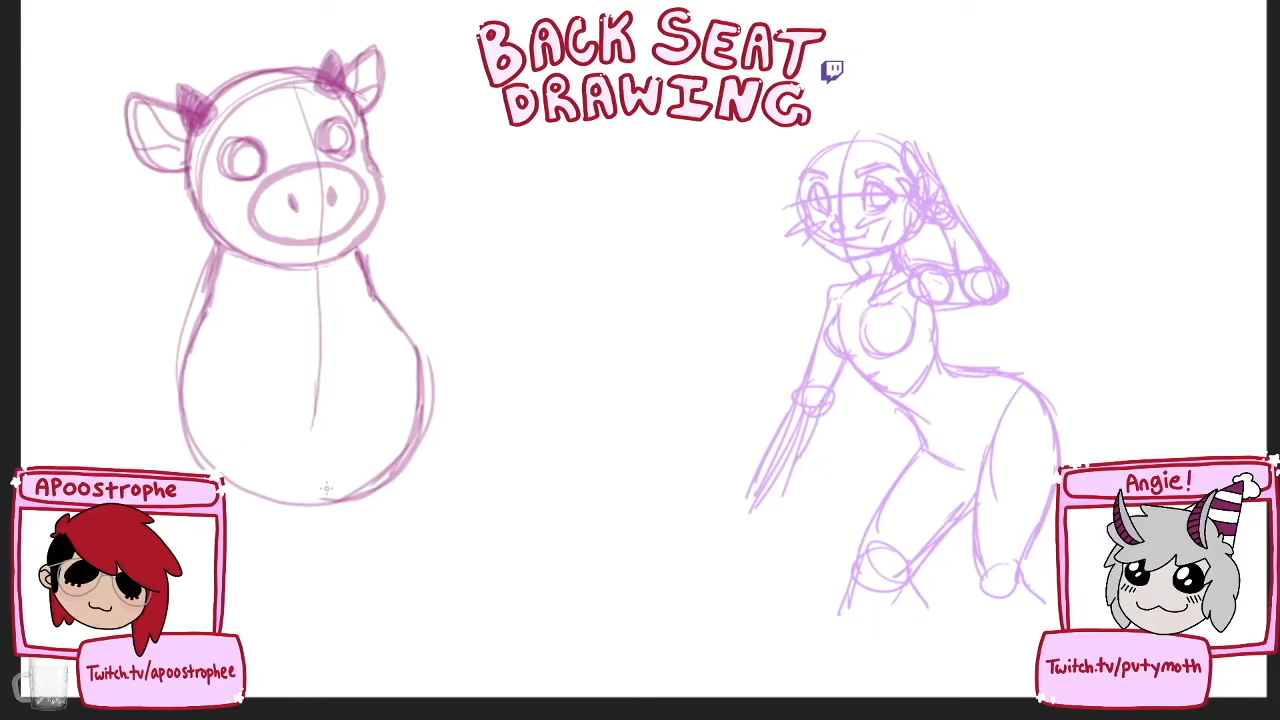 BACK SEAT
DRAWING
APOOstrophe
Twitch.tv/apoostrophee
Angie!
Twitch.tv/putymoth